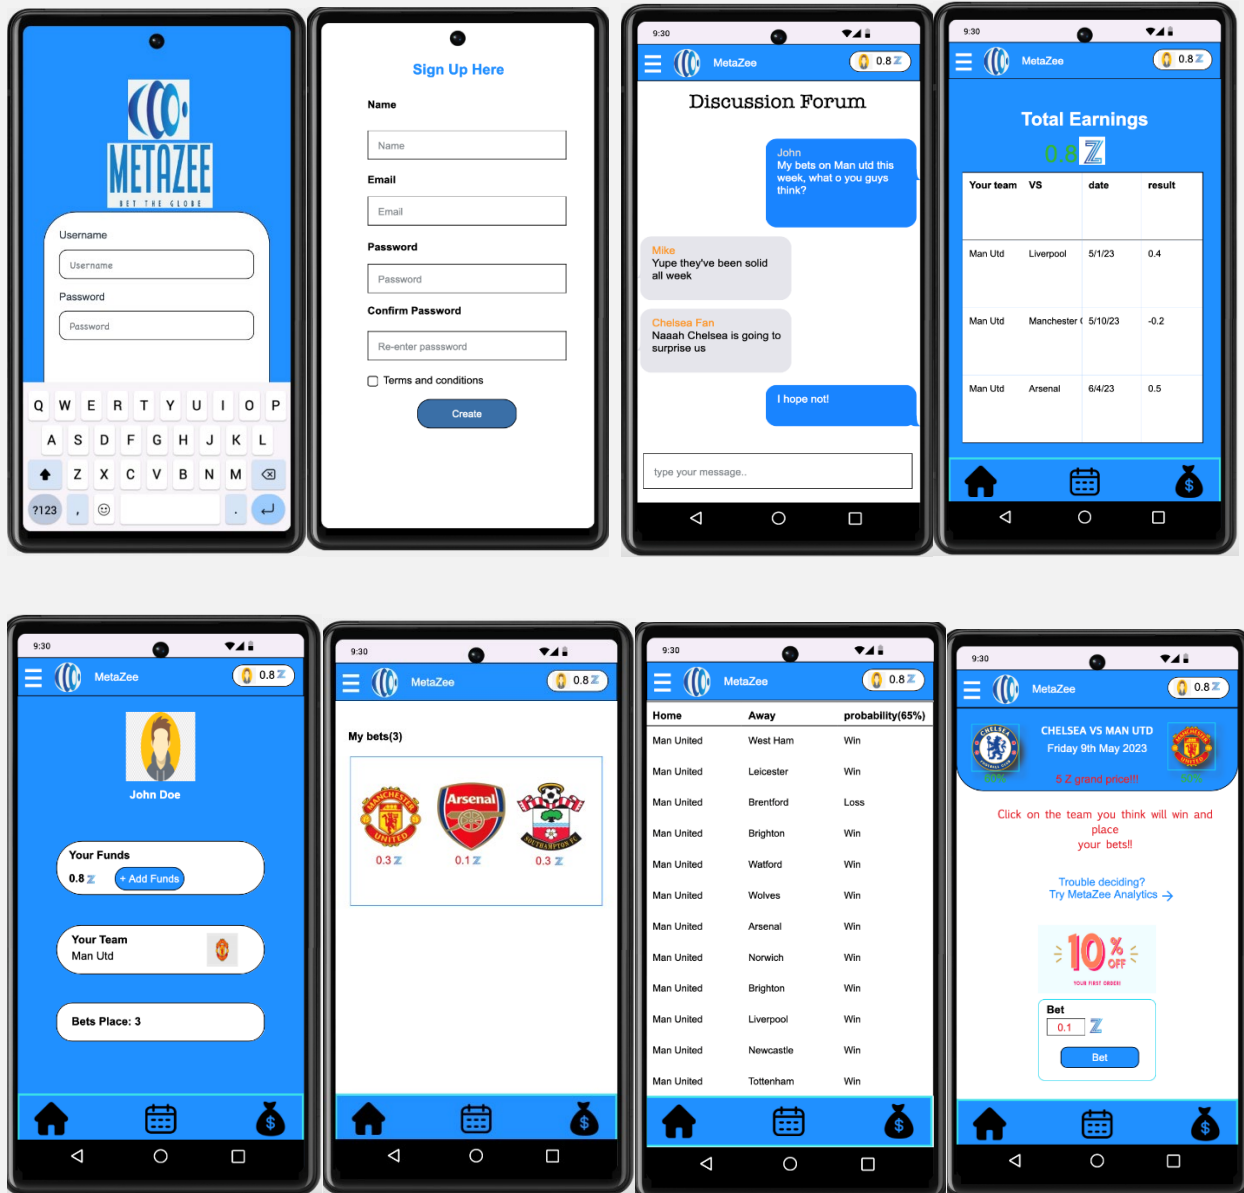 METAZEE
BET THE GLOBE
Username
Username
Password
Password
Q W E R T Y U I O P
A S D F G H J K L
Z X C V B N M
?123 , .
Sign Up Here
Name
Name
Email
Email
Password
Password
Confirm Password
Re-enter passsword
Terms and conditions
Create
9:30
MetaZee 0.8 Z
Discussion Forum
John
My bets on Man utd this
week, what o you guys
think?
Mike
Yupe they've been solid
all week
Chelsea Fan
Naaah Chelsea is going to
surprise us
I hope not!
type your message..
9:30
MetaZee 0.8 Z
Total Earnings
0.8 Z
Your team VS date result
Man Utd Liverpool 5/1/23 0.4
Man Utd Manchester 5/10/23 -0.2
Man Utd Arsenal 6/4/23 0.5
$
9:30
MetaZee 0.8 Z
John Doe
Your Funds
0.8 Z + Add Funds
Your Team
Man Utd
Bets Place: 3
$
9:30
MetaZee 0.8 Z
My bets(3)
MANCHESTER UNITED Arsenal SOUTHAMPTON FC
0.3 Z 0.1 Z 0.3 Z
$
9:30
MetaZee 0.8 Z
Home Away probability(65%)
Man United West Ham Win
Man United Leicester Win
Man United Brentford Loss
Man United Brighton Win
Man United Watford Win
Man United Wolves Win
Man United Arsenal Win
Man United Norwich Win
Man United Brighton Win
Man United Liverpool Win
Man United Newcastle Win
Man United Tottenham Win
$
9:30
MetaZee 0.8 Z
CHELSEA VS MAN UTD
Friday 9th May 2023
5 Z grand price!!!
Click on the team you think will win and
place
your bets!!
Trouble deciding?
Try MetaZee Analytics →
10% OFF
YOUR FIRST ORDER!
Bet
0.1 Z
Bet
$